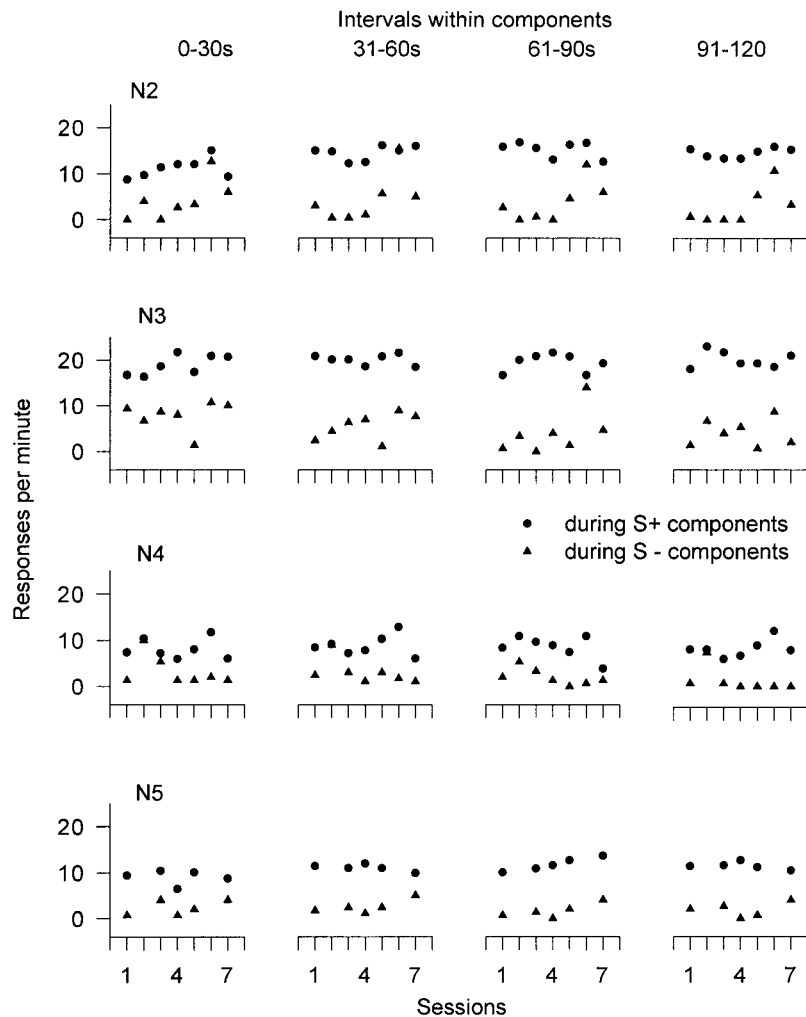 Intervals within components
0-30s 31-60s 61-90s 91-120
N2
20
10
0
N3
20
10
0
Responses per minute
during S+ components
during S - components
N4
20
10
0
N5
20
10
0
1 4 7 1 4 7 1 4 7 1 4 7
Sessions